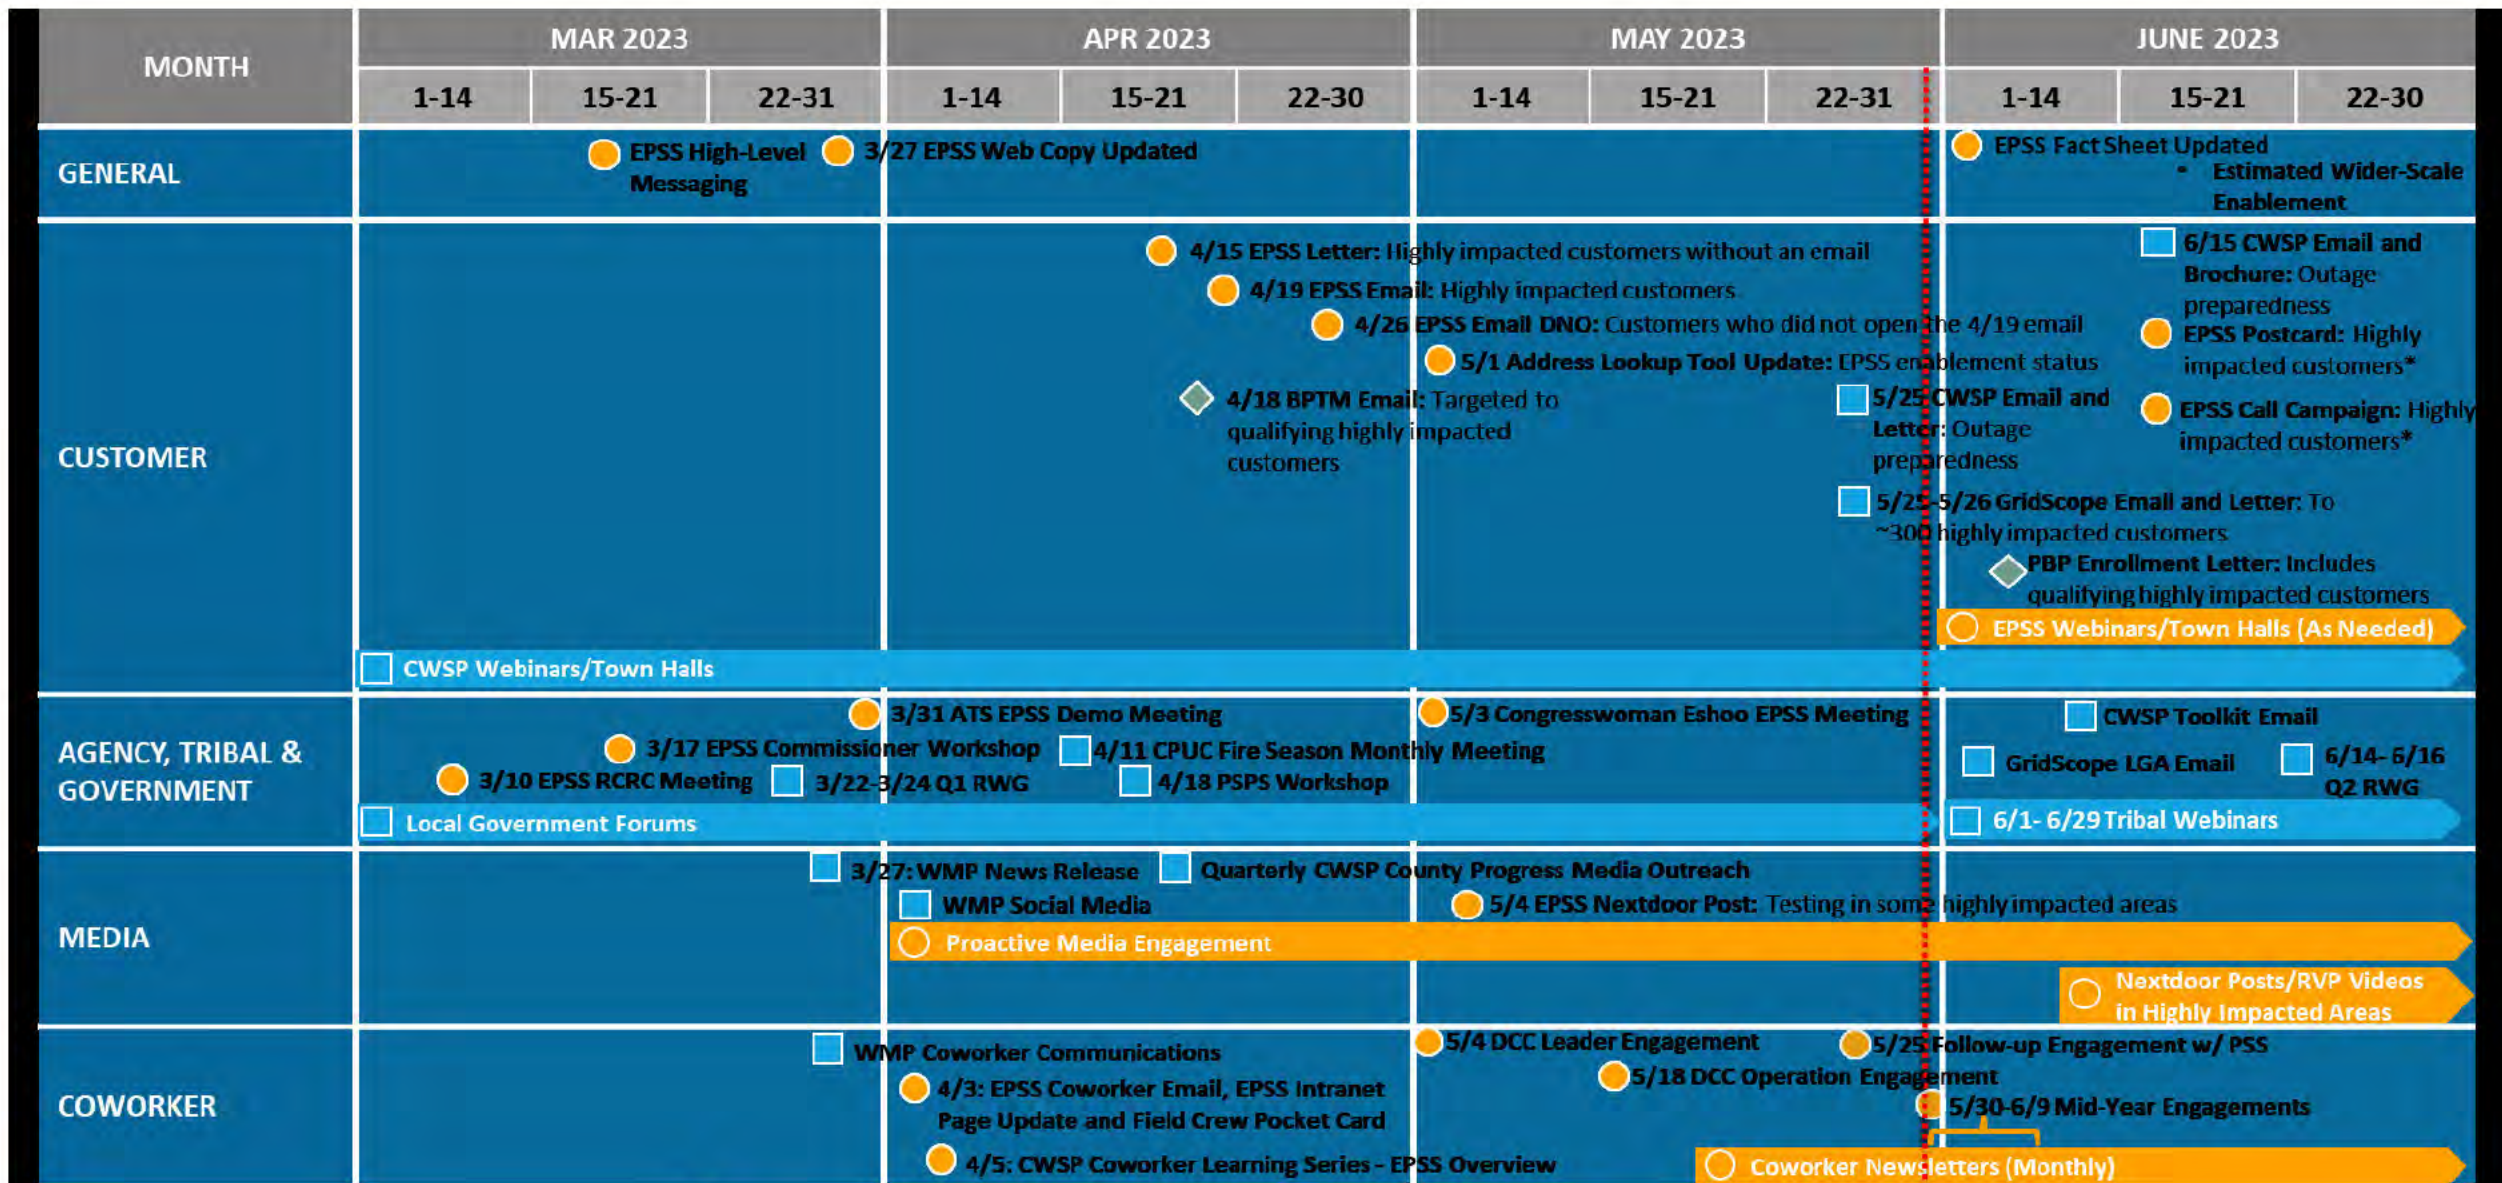 MONTH
MAR 2023
APR 2023
MAY 2023
JUNE 2023
1-14
15-21
22-31
1-14
15-21
22-30
1-14
15-21
22-31
1-14
15-21
22-30
GENERAL
EPSS High-Level
Messaging
3/27 EPSS Web Copy Updated
EPSS Fact Sheet Updated
• Estimated Wider-Scale
Enablement
CUSTOMER
4/15 EPSS Letter: Highly impacted customers without an email
4/19 EPSS Email: Highly impacted customers
4/26 EPSS Email DNO: Customers who did not open the 4/19 email
5/1 Address Lookup Tool Update: EPSS enablement status
4/18 BPTM Email: Targeted to
qualifying highly impacted
customers
5/25 CWSP Email and
Letter: Outage
preparedness
5/25-5/26 GridScope Email and Letter: To
~300 highly impacted customers
6/15 CWSP Email and
Brochure: Outage
preparedness
EPSS Postcard: Highly
impacted customers*
EPSS Call Campaign: Highly
impacted customers*
PBP Enrollment Letter: Includes
qualifying highly impacted customers
EPSS Webinars/Town Halls (As Needed)
CWSP Webinars/Town Halls
AGENCY, TRIBAL &
GOVERNMENT
3/31 ATS EPSS Demo Meeting
3/17 EPSS Commissioner Workshop
3/10 EPSS RCRC Meeting
3/22-3/24 Q1 RWG
4/11 CPUC Fire Season Monthly Meeting
4/18 PSPS Workshop
5/3 Congresswoman Eshoo EPSS Meeting
CWSP Toolkit Email
GridScope LGA Email
6/14- 6/16
Q2 RWG
Local Government Forums
6/1- 6/29 Tribal Webinars
MEDIA
3/27: WMP News Release
Quarterly CWSP County Progress Media Outreach
WMP Social Media
5/4 EPSS Nextdoor Post: Testing in some highly impacted areas
Proactive Media Engagement
Nextdoor Posts/RVP Videos
in Highly Impacted Areas
COWORKER
WMP Coworker Communications
4/3: EPSS Coworker Email, EPSS Intranet
Page Update and Field Crew Pocket Card
4/5: CWSP Coworker Learning Series - EPSS Overview
5/4 DCC Leader Engagement
5/25 Follow-up Engagement w/ PSS
5/18 DCC Operation Engagement
5/30-6/9 Mid-Year Engagements
Coworker Newsletters (Monthly)